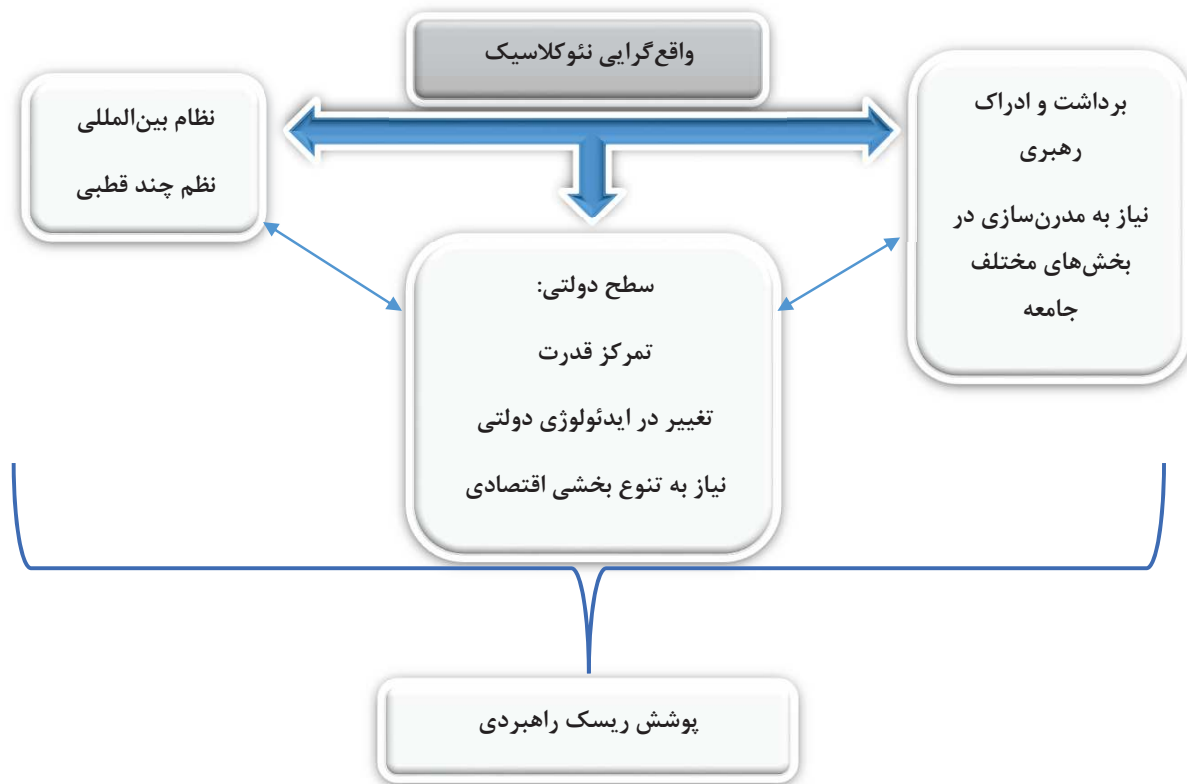 واقع‌گرایی نئوکلاسیک
برداشت و ادراک
رهبری
نیاز به مدرن‌سازی در
بخش‌های مختلف
جامعه
نظام بین‌المللی
نظم چند قطبی
سطح دولتی:
تمرکز قدرت
تغییر در ایدئولوژی دولتی
نیاز به تنوع بخشی اقتصادی
پوشش ریسک راهبردی